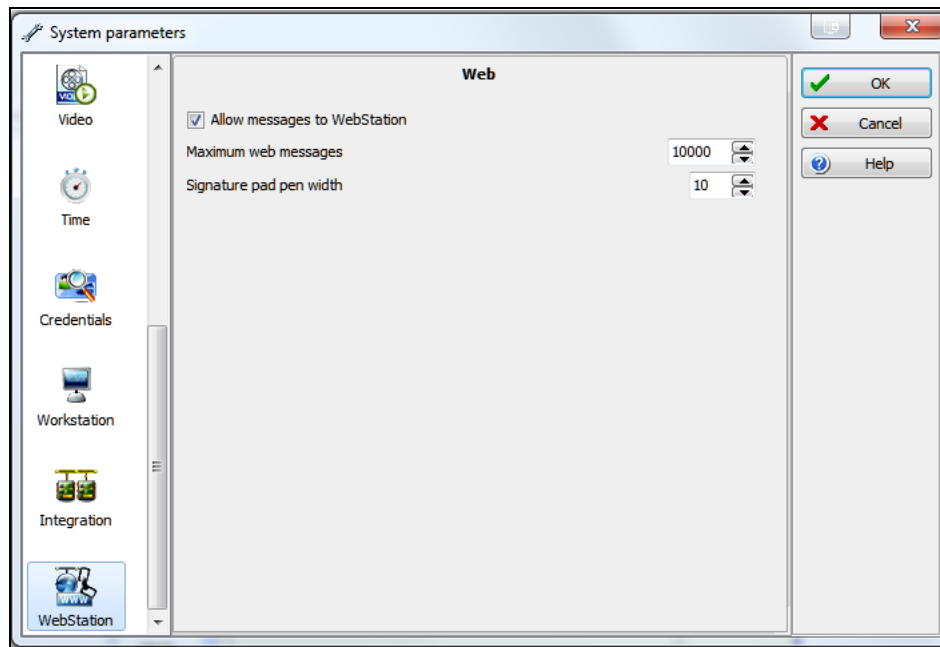 System parameters
Video
Time
Credentials
Workstation
Integration
WWW
WebStation
Web
Allow messages to WebStation
Maximum web messages 10000
Signature pad pen width 10
OK
Cancel
Help